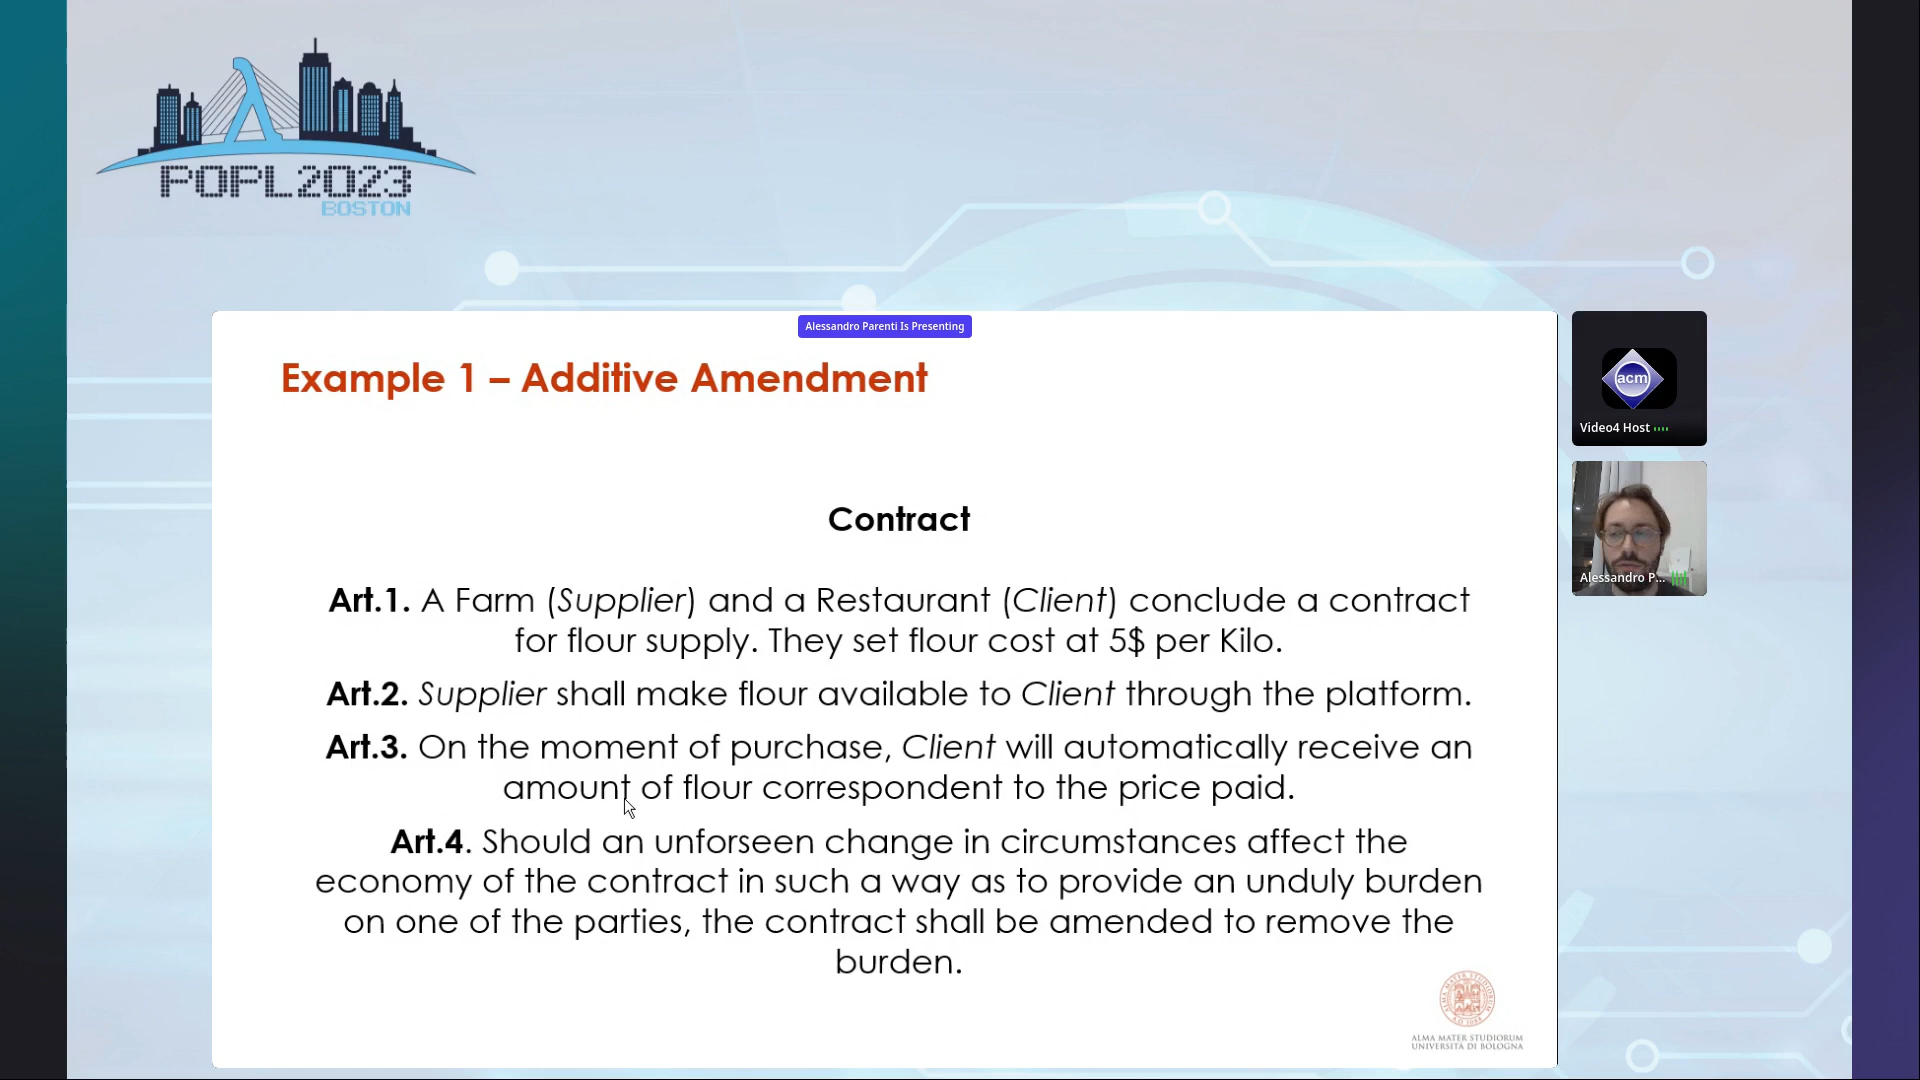 POPL2023
BOSTON
Alessandro Parenti Is Presenting
Example 1 – Additive Amendment
acm
Video4 Host
Contract
Alessandro P...
Art.1. A Farm (Supplier) and a Restaurant (Client) conclude a contract
for flour supply. They set flour cost at 5$ per Kilo.
Art.2. Supplier shall make flour available to Client through the platform.
Art.3. On the moment of purchase, Client will automatically receive an
amount of flour correspondent to the price paid.
Art.4. Should an unforseen change in circumstances affect the
economy of the contract in such a way as to provide an unduly burden
on one of the parties, the contract shall be amended to remove the
burden.
ALMA MATER STUDIORUM
UNIVERSITÀ DI BOLOGNA